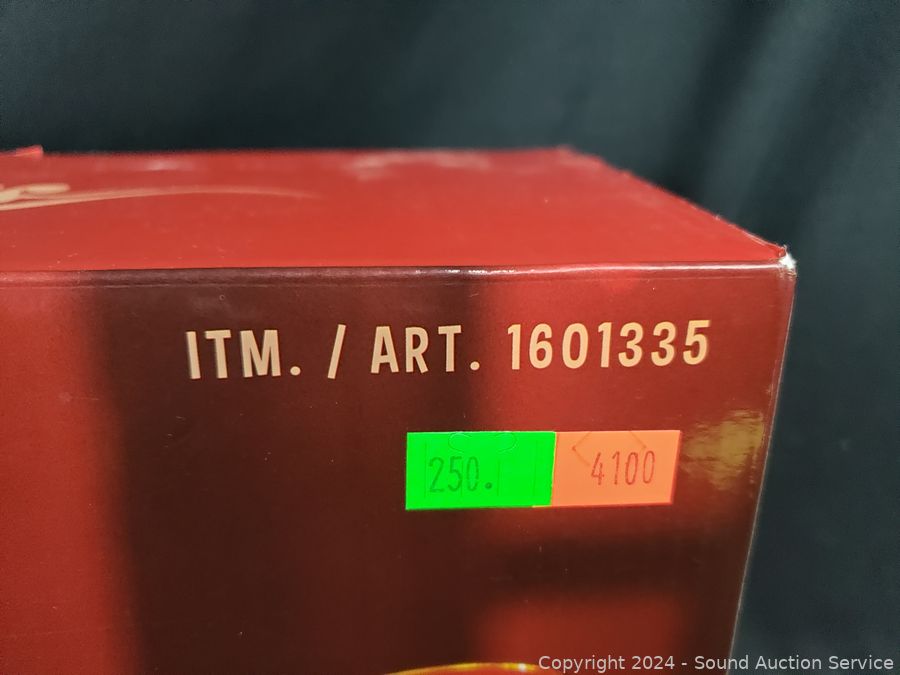 ITM. / ART. 1601335
250. 4100
Copyright 2024 - Sound Auction Service